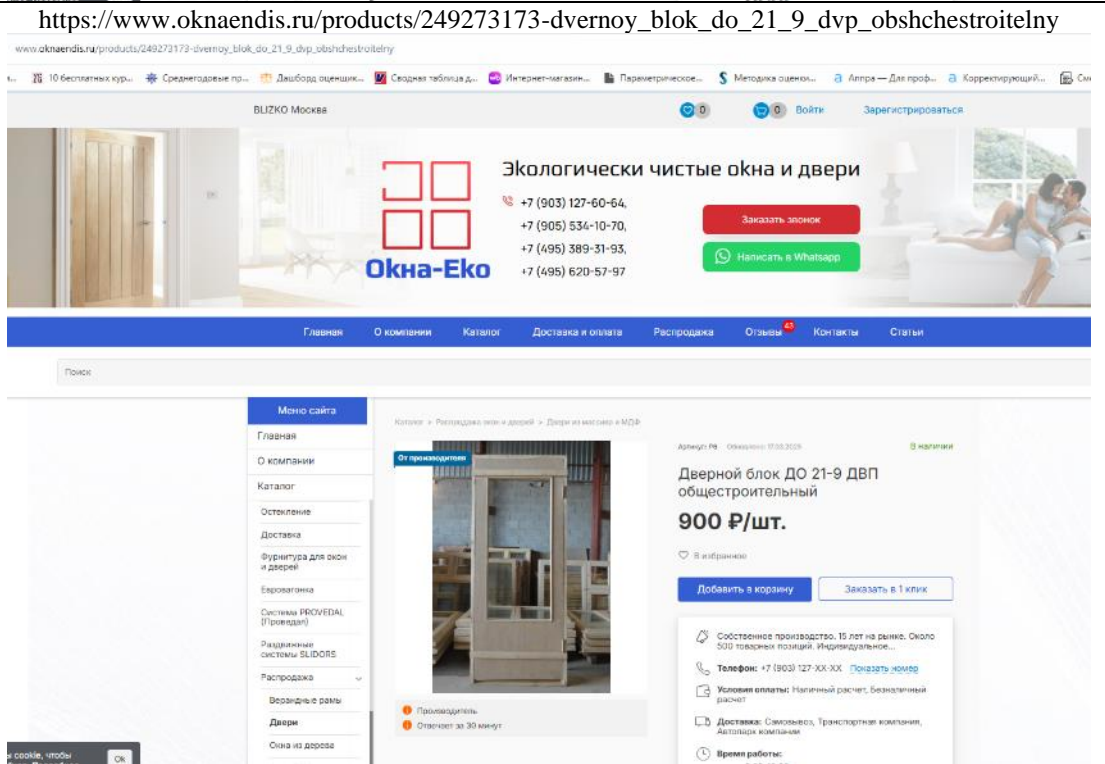 https://www.oknaendis.ru/products/249273173-dvernoy_blok_do_21_9_dvp_obshchestroitelny
www.oknaendis.ru/products/249273173-dvernoy_blok_do_21_9_dvp_obshchestroitelny
10 бесплатных кур... Среднегодовые пр... Дашборд оценщик... Сводная таблица д... Интернет-магазин... Параметрическое... Методика оценки... Аппра — Для проф... Корректирующий...
BLIZKO Москва 0 0 Войти Зарегистрироваться
Экологически чистые окна и двери
+7 (903) 127-60-64,
+7 (905) 534-10-70,
+7 (495) 389-31-93,
+7 (495) 620-57-97
Заказать звонок
Написать в Whatsapp
Окна-Eko
Главная О компании Каталог Доставка и оплата Распродажа Отзывы 43 Контакты Статьи
Поиск
Меню сайта
Главная
О компании
Каталог
Остекление
Доставка
Фурнитура для окон
и дверей
Евровагонка
Система PROVEDAL
(Проведал)
Раздвижные
системы SLIDORS
Распродажа
Верандные рамы
Двери
Окна из дерева
Каталог > Распродажа окон и дверей > Двери из массива и МДФ
От производителя
Производитель
Отвечает за 30 минут
Артикул: Р9 В наличии
Дверной блок ДО 21-9 ДВП
общестроительный
900 ₽/шт.
В избранное
Добавить в корзину Заказать в 1 клик
Собственное производство. 15 лет на рынке. Около
500 товарных позиций. Индивидуальное...
Телефон: +7 (903) 127-XX-XX Показать номер
Условия оплаты: Наличный расчет, Безналичный
расчет
Доставка: Самовывоз, Транспортная компания,
Автопарк компании
Время работы:
cookie, чтобы
Ok